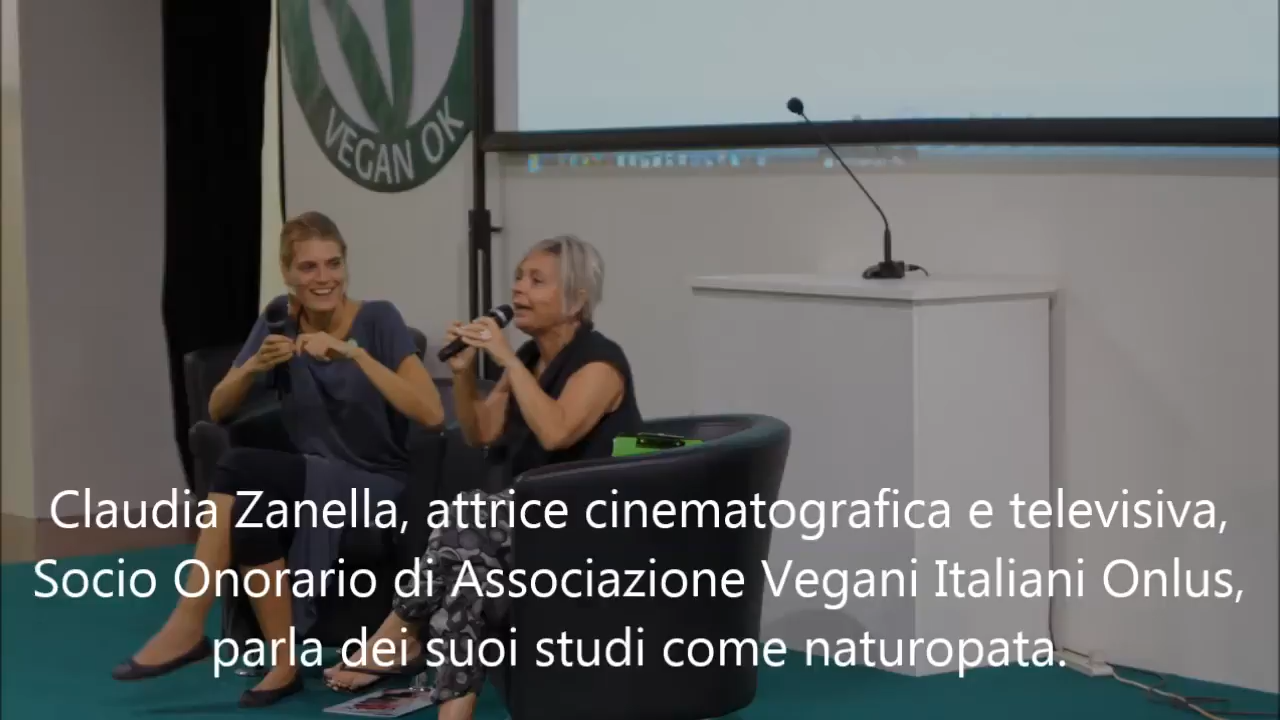 VEGAN OK
Claudia Zanella, attrice cinematografica e televisiva,
Socio Onorario di Associazione Vegani Italiani Onlus,
parla dei suoi studi come naturopata.